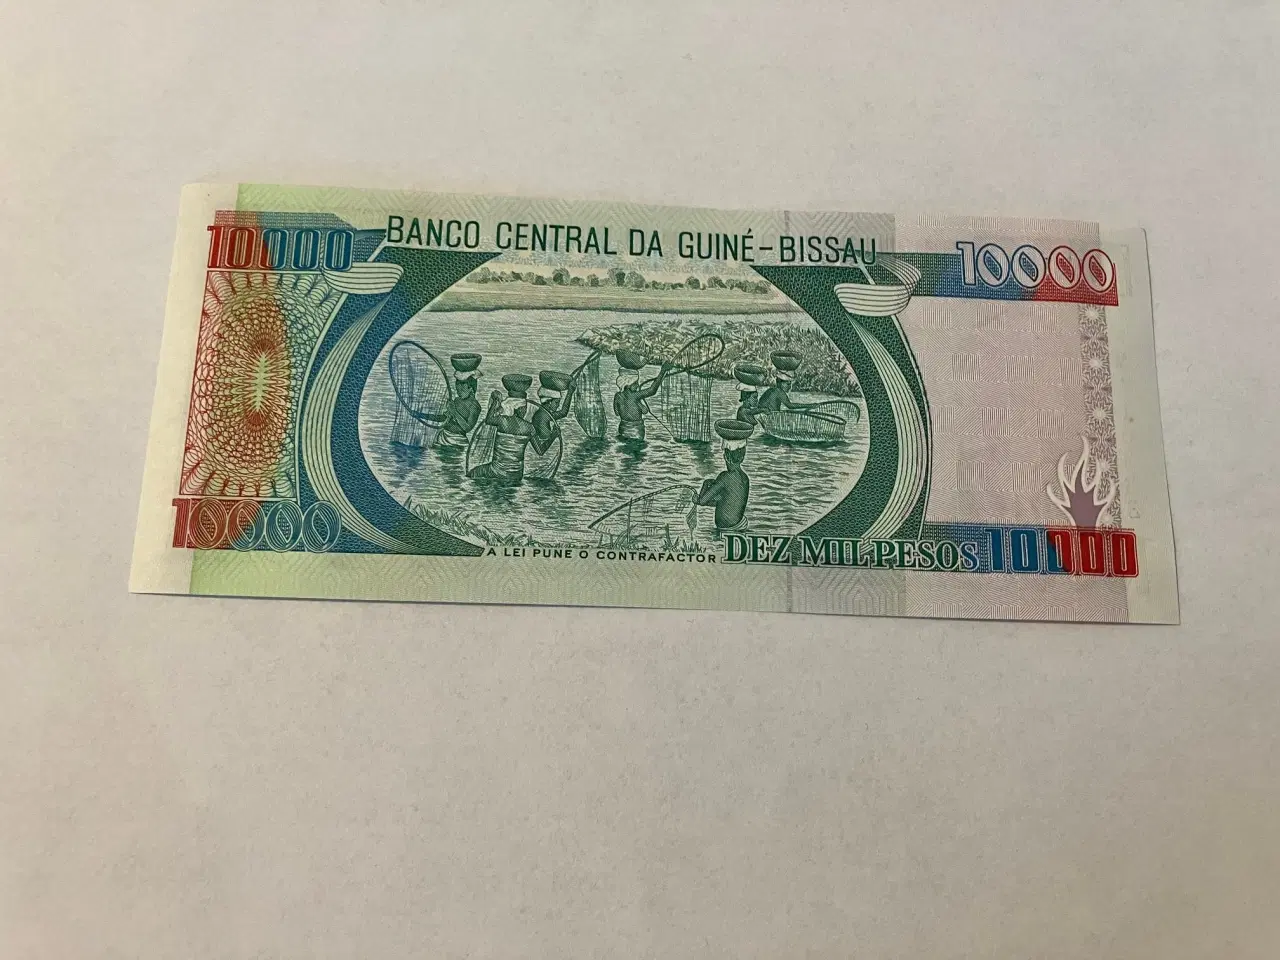 10000
BANCO CENTRAL DA GUINÉ-BISSAU
10000
10000
A LEI PUNE O CONTRAFACTOR
DEZ MIL PESOS
10000